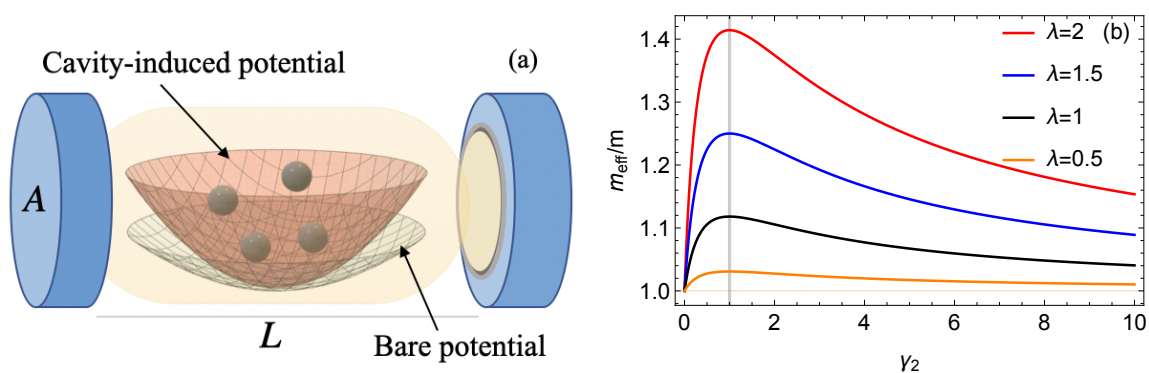 Cavity-induced potential
(a)
A
L
Bare potential
(b)
λ=2
λ=1.5
λ=1
λ=0.5
1.4
1.3
1.2
1.1
1.0
m_eff/m
0 2 4 6 8 10
γ₂